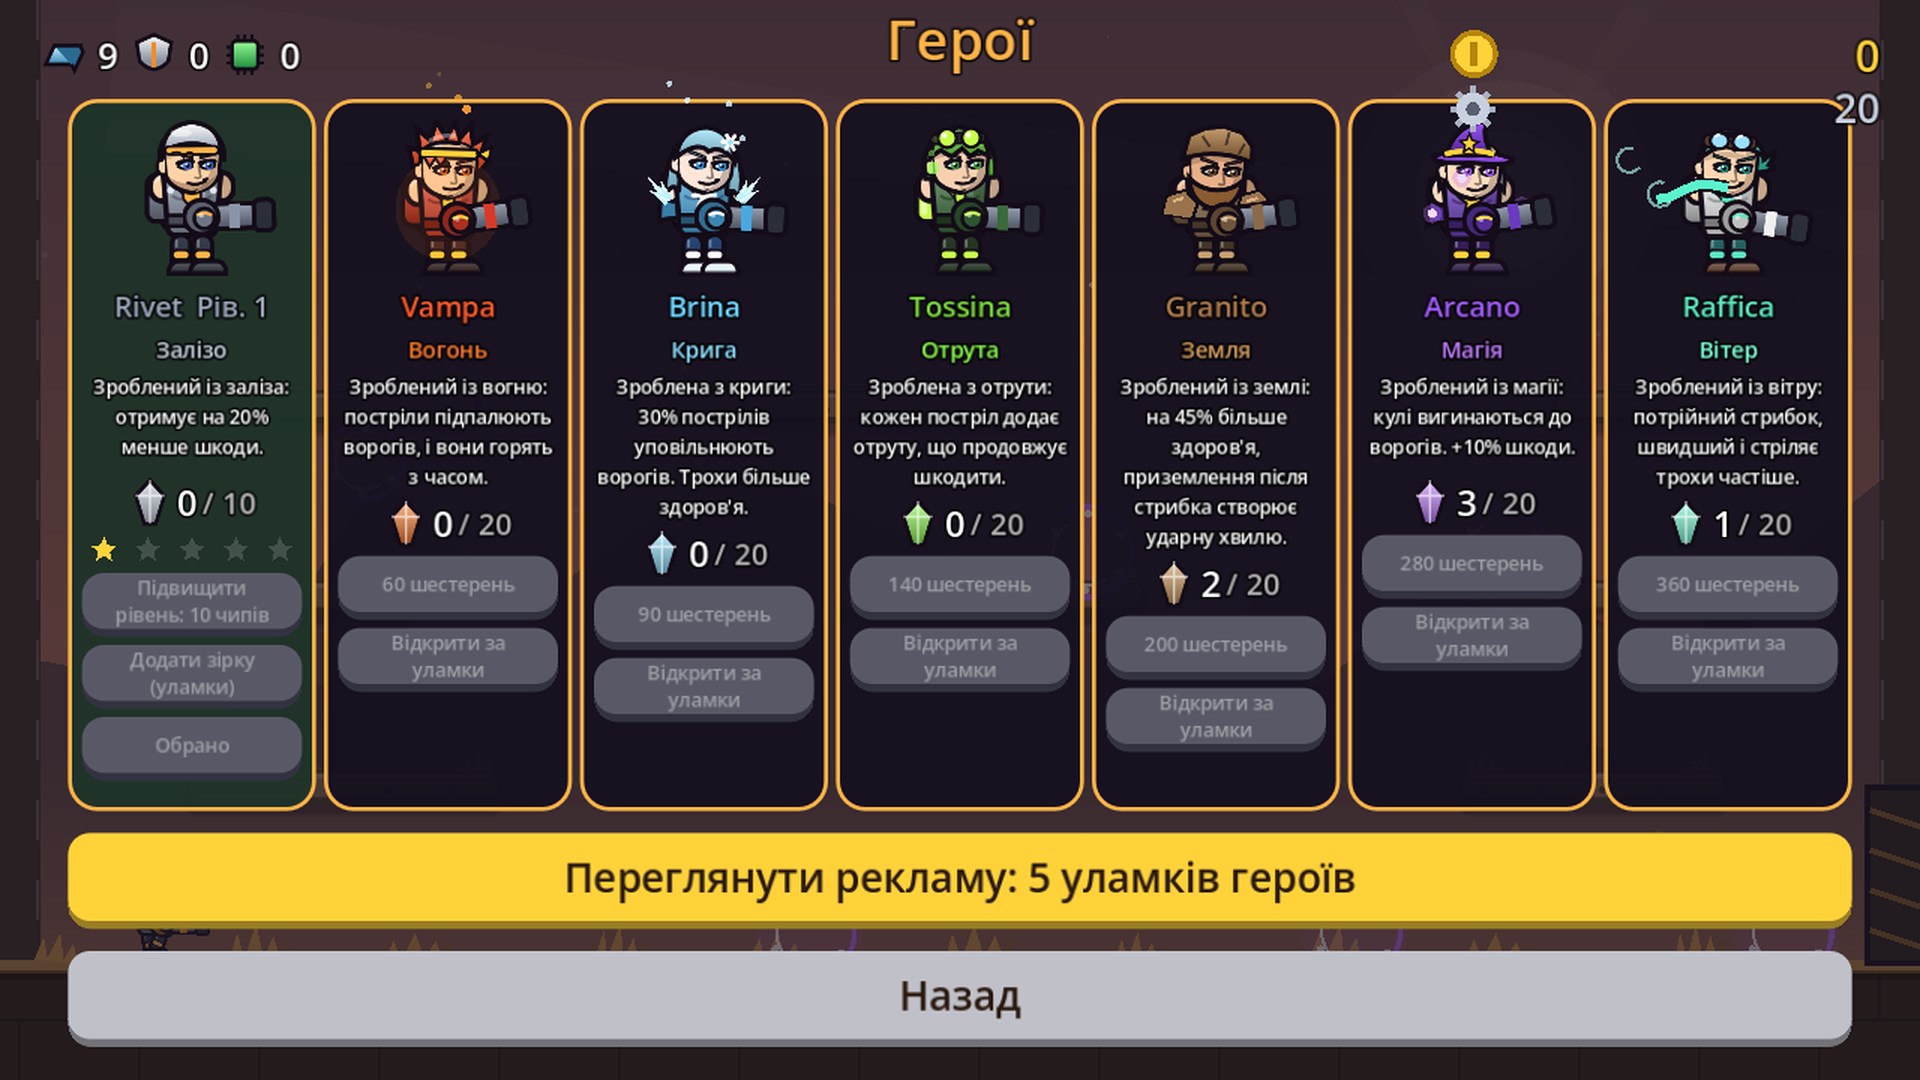 9 0 0
Герої
0
20
Rivet Рів. 1
Залізо
Зроблений із заліза:
отримує на 20%
менше шкоди.
0 / 10
Підвищити
рівень: 10 чипів
Додати зірку
(уламки)
Обрано
Vampa
Вогонь
Зроблений із вогню:
постріли підпалюють
ворогів, і вони горять
з часом.
0 / 20
60 шестерень
Відкрити за
уламки
Brina
Крига
Зроблена з криги:
30% пострілів
уповільнюють
ворогів. Трохи більше
здоров'я.
0 / 20
90 шестерень
Відкрити за
уламки
Tossina
Отрута
Зроблена з отрути:
кожен постріл додає
отруту, що продовжує
шкодити.
0 / 20
140 шестерень
Відкрити за
уламки
Granito
Земля
Зроблений із землі:
на 45% більше
здоров'я,
приземлення після
стрибка створює
ударну хвилю.
2 / 20
200 шестерень
Відкрити за
уламки
Arcano
Магія
Зроблений із магії:
кулі вигинаються до
ворогів. +10% шкоди.
3 / 20
280 шестерень
Відкрити за
уламки
Raffica
Вітер
Зроблений із вітру:
потрійний стрибок,
швидший і стріляє
трохи частіше.
1 / 20
360 шестерень
Відкрити за
уламки
Переглянути рекламу: 5 уламків героїв
Назад